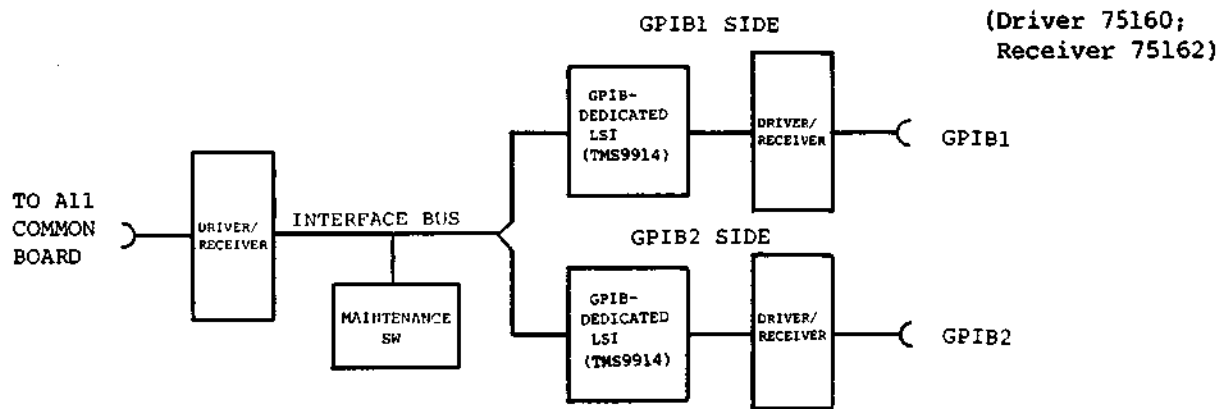 GPIB1 SIDE
(Driver 75160;
Receiver 75162)
GPIB-
DEDICATED
LSI
(TMS9914)
DRIVER/
RECEIVER
GPIB1
TO A11
COMMON
BOARD
DRIVER/
RECEIVER
INTERFACE BUS
MAINTENANCE
SW
GPIB2 SIDE
GPIB-
DEDICATED
LSI
(TMS9914)
DRIVER/
RECEIVER
GPIB2